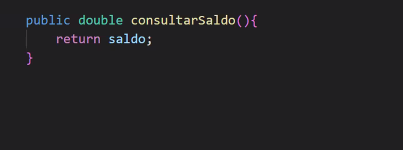 public double consultarSaldo(){
    return saldo;
}